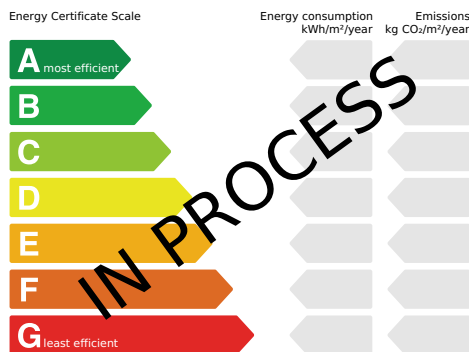 Energy Certificate Scale
Energy consumption
kWh/m²/year
Emissions
kg CO₂/m²/year
A most efficient
B
C
D
E
F
G least efficient
IN PROCESS